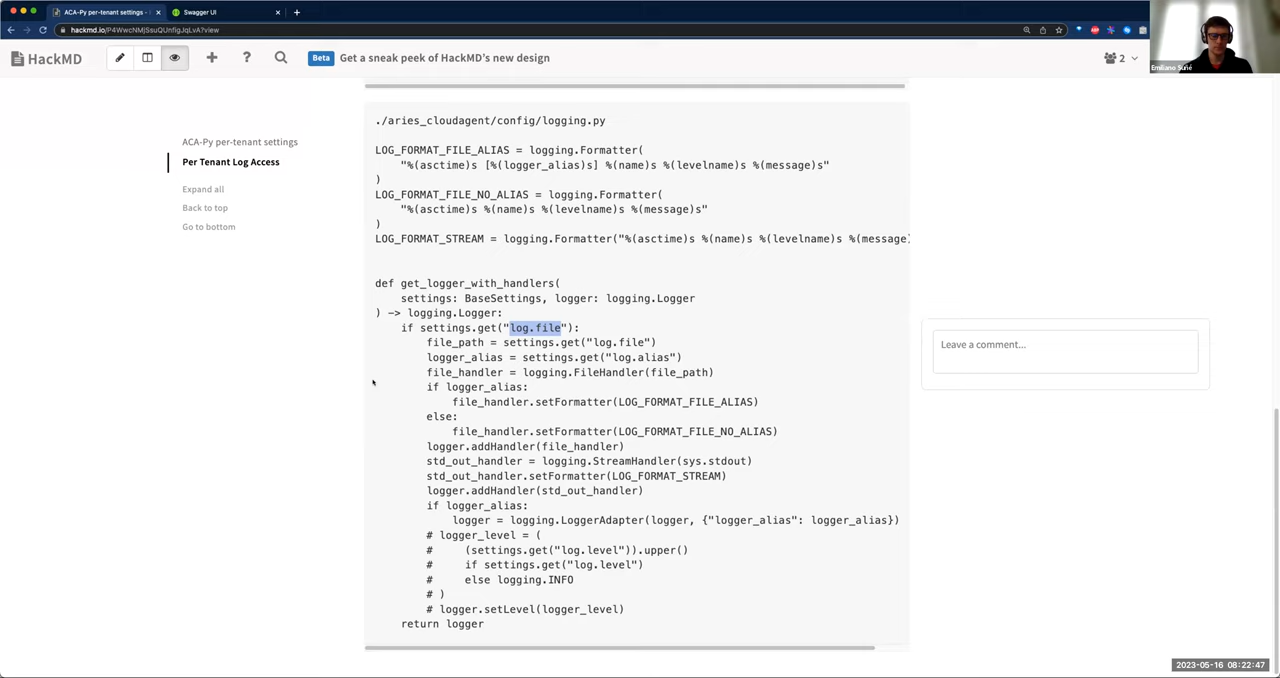 ACA-Py per-tenant settings -
Swagger UI
hackmd.io/P4WwcNMjSsuQUnfigJqLvA?view
HackMD
Beta
Get a sneak peek of HackMD's new design
2
Emiliano Suñé
ACA-Py per-tenant settings
Per Tenant Log Access
Expand all
Back to top
Go to bottom
./aries_cloudagent/config/logging.py
LOG_FORMAT_FILE_ALIAS = logging.Formatter(
    "%(asctime)s [%(logger_alias)s] %(name)s %(levelname)s %(message)s"
)
LOG_FORMAT_FILE_NO_ALIAS = logging.Formatter(
    "%(asctime)s %(name)s %(levelname)s %(message)s"
)
LOG_FORMAT_STREAM = logging.Formatter("%(asctime)s %(name)s %(levelname)s %(message)
def get_logger_with_handlers(
    settings: BaseSettings, logger: logging.Logger
) -> logging.Logger:
    if settings.get("log.file"):
        file_path = settings.get("log.file")
        logger_alias = settings.get("log.alias")
        file_handler = logging.FileHandler(file_path)
        if logger_alias:
            file_handler.setFormatter(LOG_FORMAT_FILE_ALIAS)
        else:
            file_handler.setFormatter(LOG_FORMAT_FILE_NO_ALIAS)
        logger.addHandler(file_handler)
        std_out_handler = logging.StreamHandler(sys.stdout)
        std_out_handler.setFormatter(LOG_FORMAT_STREAM)
        logger.addHandler(std_out_handler)
        if logger_alias:
            logger = logging.LoggerAdapter(logger, {"logger_alias": logger_alias})
        # logger_level = (
        #     (settings.get("log.level")).upper()
        #     if settings.get("log.level")
        #     else logging.INFO
        # )
        # logger.setLevel(logger_level)
    return logger
Leave a comment...
2023-05-16 08:22:47